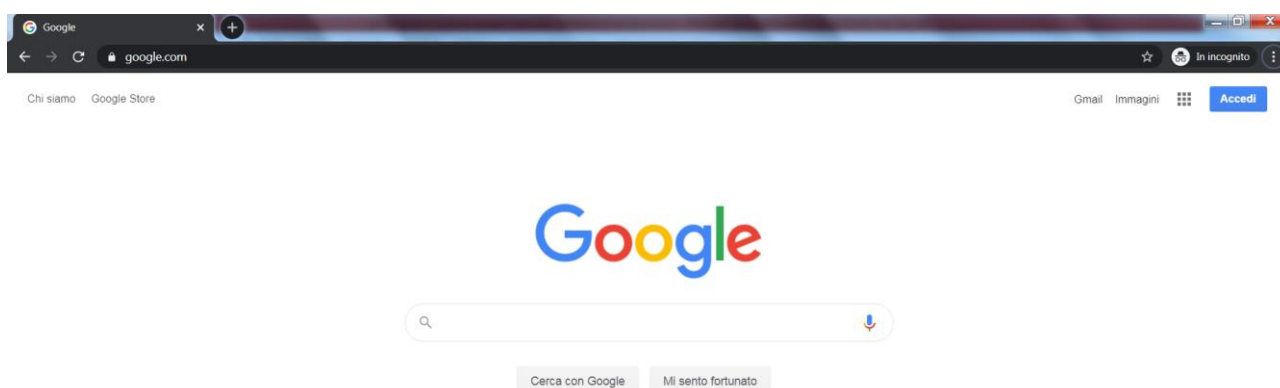 Google
google.com
In incognito
Chi siamo Google Store
Gmail Immagini Accedi
Google
Cerca con Google Mi sento fortunato